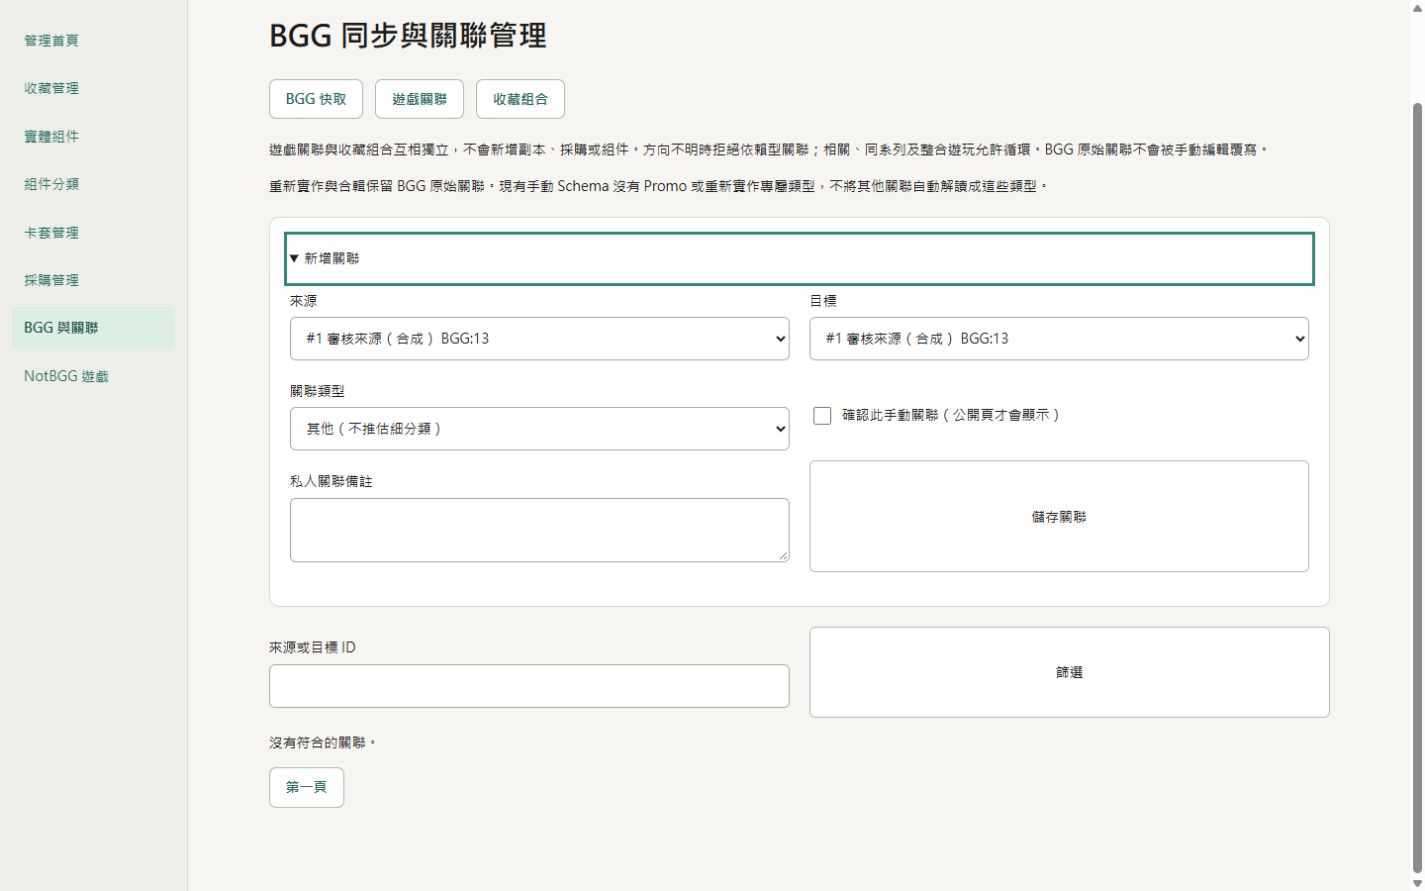 管理首頁
收藏管理
實體組件
組件分類
卡套管理
採購管理
BGG 與關聯
NotBGG 遊戲
BGG 同步與關聯管理
BGG 快取
遊戲關聯
收藏組合
遊戲關聯與收藏組合互相獨立，不會新增副本、採購或組件。方向不明時拒絕依賴型關聯；相關、同系列及整合遊玩允許循環。BGG 原始關聯不會被手動編輯覆寫。
重新實作與合輯保留 BGG 原始關聯。現有手動 Schema 沒有 Promo 或重新實作專屬類型，不將其他關聯自動解讀成這些類型。
▼ 新增關聯
來源
目標
#1 審核來源（合成） BGG:13
#1 審核來源（合成） BGG:13
關聯類型
其他（不推估細分類）
確認此手動關聯（公開頁才會顯示）
私人關聯備註
儲存關聯
來源或目標 ID
篩選
沒有符合的關聯。
第一頁